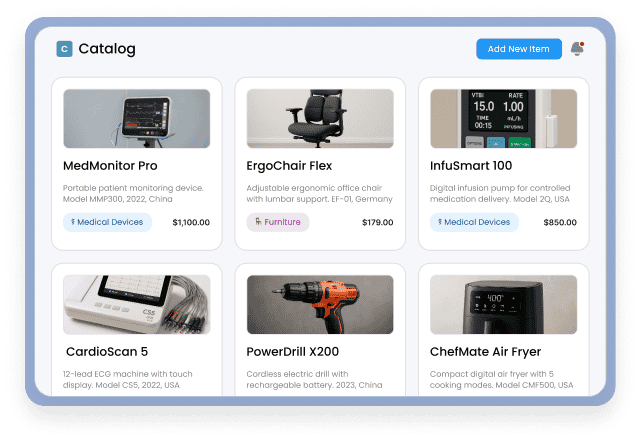 C Catalog
Add New Item
VTBI RATE
15.0 1.00
TIME mL/h
00:15 INFUSING
OPTIONS
MedMonitor Pro
ErgoChair Flex
InfuSmart 100
Portable patient monitoring device.
Model MMP300, 2022, China
Adjustable ergonomic office chair
with lumbar support. EF-01, Germany
Digital infusion pump for controlled
medication delivery. Model 2Q, USA
Medical Devices
$1,100.00
Furniture
$179.00
Medical Devices
$850.00
CS5
400°
CardioScan 5
PowerDrill X200
ChefMate Air Fryer
12-lead ECG machine with touch
display. Model CS5, 2022, USA
Cordless electric drill with
rechargeable battery. 2023, China
Compact digital air fryer with 5
cooking modes. Model CMF500, USA